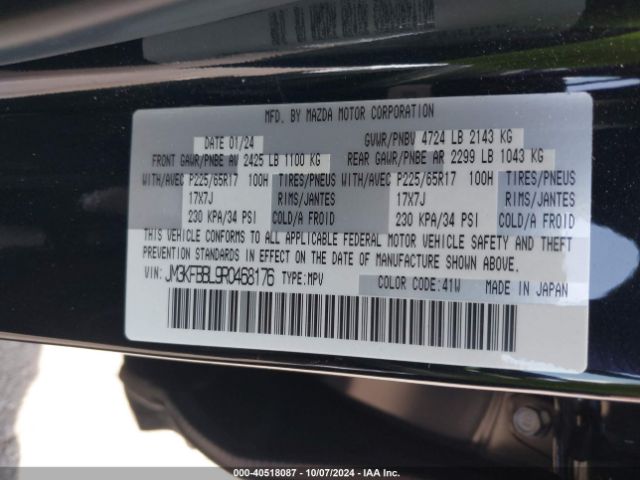 MFD. BY MAZDA MOTOR CORPORATION
DATE 01/24 GVWR/PNBV 4724 LB 2143 KG
FRONT GAWR/PNBE AV 2425 LB 1100 KG REAR GAWR/PNBE AR 2299 LB 1043 KG
WITH/AVEC P225/65R17 100H TIRES/PNEUS WITH/AVEC P225/65R17 100H TIRES/PNEUS
17X7J RIMS/JANTES 17X7J RIMS/JANTES
230 KPA/34 PSI COLD/A FROID 230 KPA/34 PSI COLD/A FROID
THIS VEHICLE CONFORMS TO ALL APPLICABLE FEDERAL MOTOR VEHICLE SAFETY AND THEFT
PREVENTION STANDARDS IN EFFECT ON THE DATE OF MANUFACTURE SHOWN ABOVE.
VIN: JM3KFBBL9R0468176 TYPE: MPV COLOR CODE: 41W MADE IN JAPAN
000-40518087 - 10/07/2024 - IAA Inc.